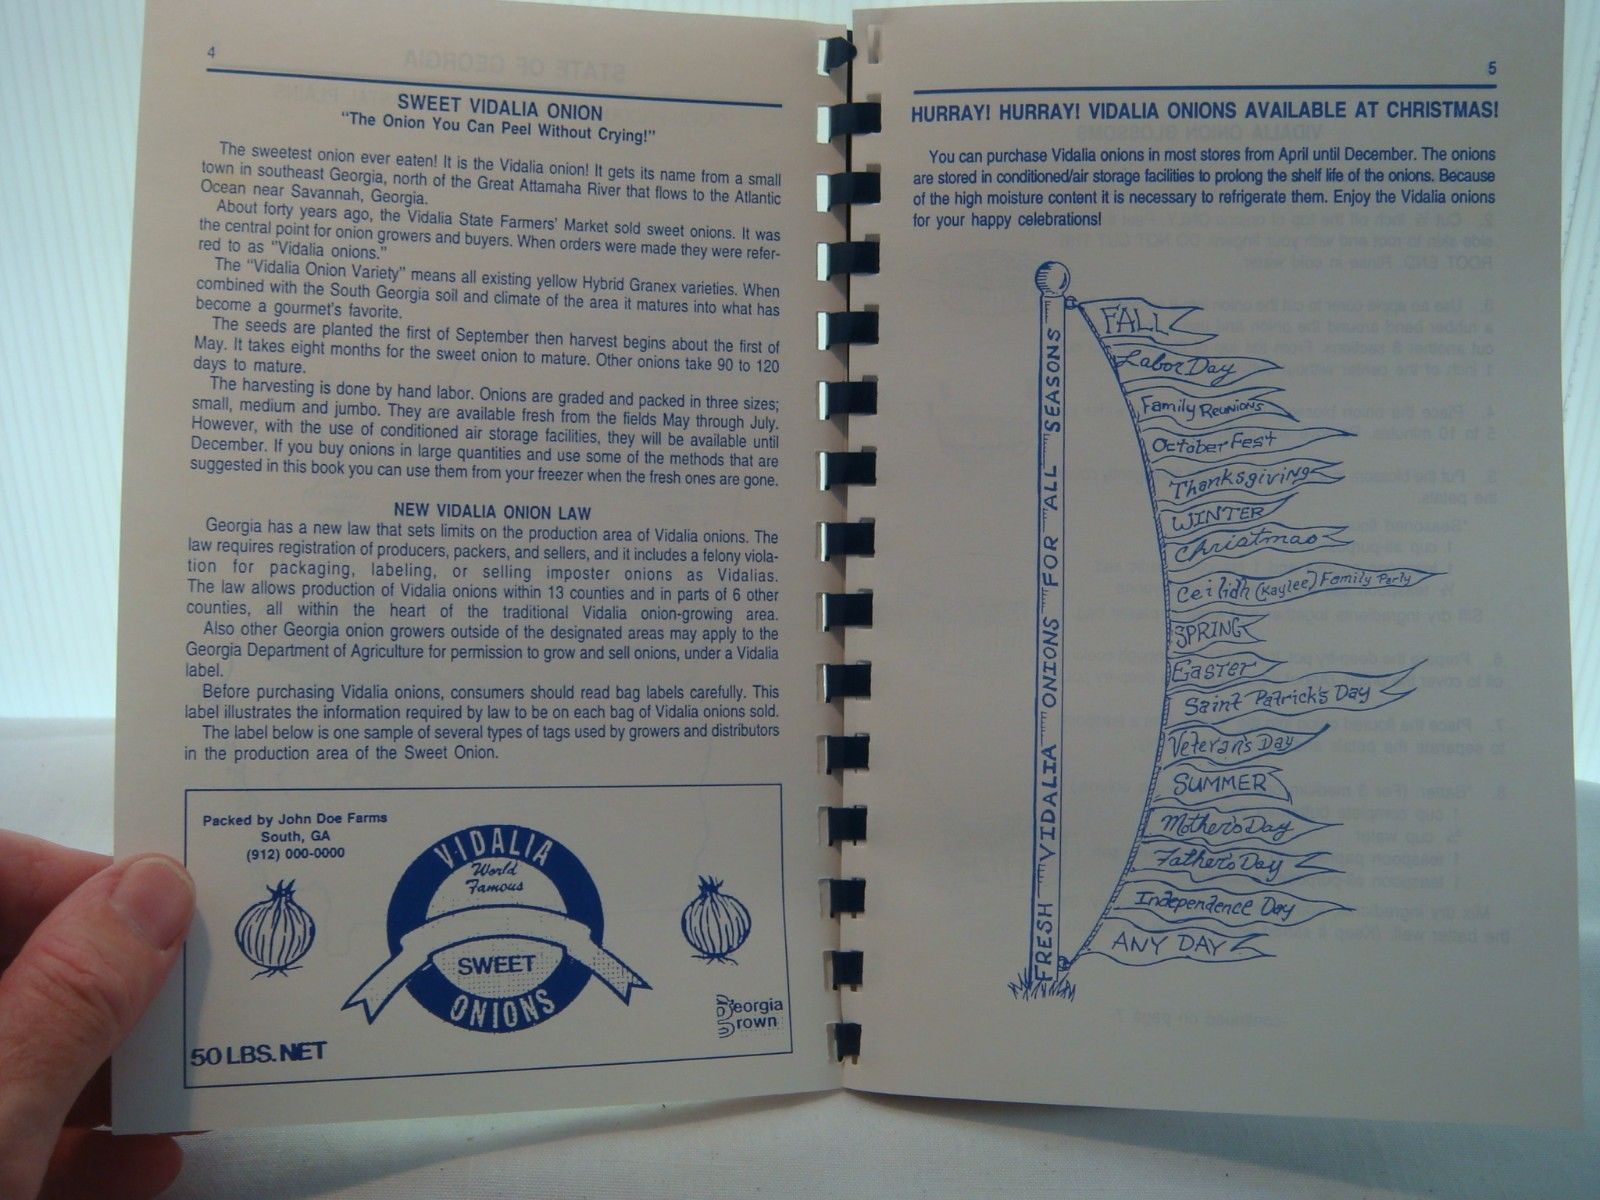 4
SWEET VIDALIA ONION
"The Onion You Can Peel Without Crying!"
The sweetest onion ever eaten! It is the Vidalia onion! It gets its name from a small
town in southeast Georgia, north of the Great Attamaha River that flows to the Atlantic
Ocean near Savannah, Georgia.
About forty years ago, the Vidalia State Farmers' Market sold sweet onions. It was
the central point for onion growers and buyers. When orders were made they were refer-
red to as "Vidalia onions."
The "Vidalia Onion Variety" means all existing yellow Hybrid Granex varieties. When
combined with the South Georgia soil and climate of the area it matures into what has
become a gourmet's favorite.
The seeds are planted the first of September then harvest begins about the first of
May. It takes eight months for the sweet onion to mature. Other onions take 90 to 120
days to mature.
The harvesting is done by hand labor. Onions are graded and packed in three sizes;
small, medium and jumbo. They are available fresh from the fields May through July.
However, with the use of conditioned air storage facilities, they will be available until
December. If you buy onions in large quantities and use some of the methods that are
suggested in this book you can use them from your freezer when the fresh ones are gone.
NEW VIDALIA ONION LAW
Georgia has a new law that sets limits on the production area of Vidalia onions. The
law requires registration of producers, packers, and sellers, and it includes a felony viola-
tion for packaging, labeling, or selling imposter onions as Vidalias.
The law allows production of Vidalia onions within 13 counties and in parts of 6 other
counties, all within the heart of the traditional Vidalia onion-growing area.
Also other Georgia onion growers outside of the designated areas may apply to the
Georgia Department of Agriculture for permission to grow and sell onions, under a Vidalia
label.
Before purchasing Vidalia onions, consumers should read bag labels carefully. This
label illustrates the information required by law to be on each bag of Vidalia onions sold.
The label below is one sample of several types of tags used by growers and distributors
in the production area of the Sweet Onion.
Packed by John Doe Farms
South, GA
(912) 000-0000
VIDALIA
World
Famous
SWEET
ONIONS
Georgia
Grown
50 LBS. NET
5
HURRAY! HURRAY! VIDALIA ONIONS AVAILABLE AT CHRISTMAS!
You can purchase Vidalia onions in most stores from April until December. The onions
are stored in conditioned/air storage facilities to prolong the shelf life of the onions. Because
of the high moisture content it is necessary to refrigerate them. Enjoy the Vidalia onions
for your happy celebrations!
FRESH VIDALIA ONIONS FOR ALL SEASONS
FALL
Labor Day
Family Reunions
OctoberFest
Thanksgiving
WINTER
Christmas
Ceilidh (Kaylee) Family Party
SPRING
Easter
Saint Patrick's Day
Veteran's Day
SUMMER
Mother's Day
Father's Day
Independence Day
ANY DAY